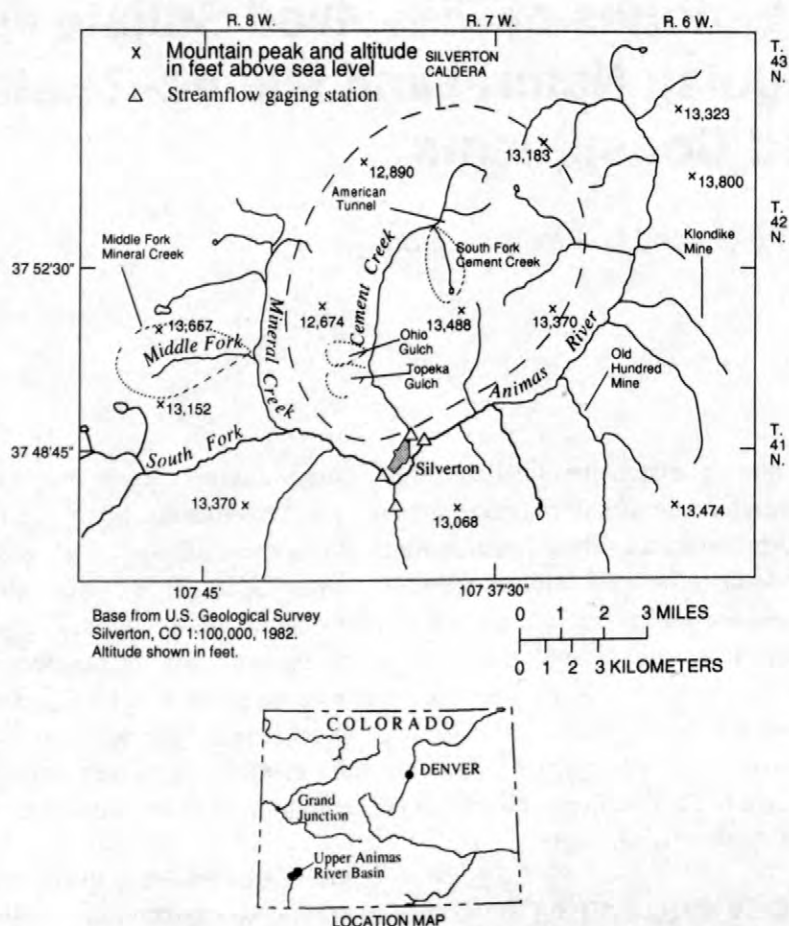 R. 8 W.
R. 7 W.
R. 6 W.
T.
43
N.
× Mountain peak and altitude
in feet above sea level
△ Streamflow gaging station
SILVERTON
CALDERA
13,323
13,183
12,890
13,800
American
Tunnel
T.
42
N.
Klondike
Mine
Middle Fork
Mineral Creek
South Fork
Cement Creek
37 52'30"
Cement Creek
Mineral Creek
13,657
12,674
13,488
13,370
Middle Fork
Ohio
Gulch
Topeka
Gulch
Animas River
Old
Hundred
Mine
13,152
South Fork
T.
41
N.
37 48'45"
Silverton
13,370
13,068
13,474
107 45'
107 37'30"
Base from U.S. Geological Survey
Silverton, CO 1:100,000, 1982.
Altitude shown in feet.
0 1 2 3 MILES
0 1 2 3 KILOMETERS
COLORADO
DENVER
Grand
Junction
Upper Animas
River Basin
LOCATION MAP